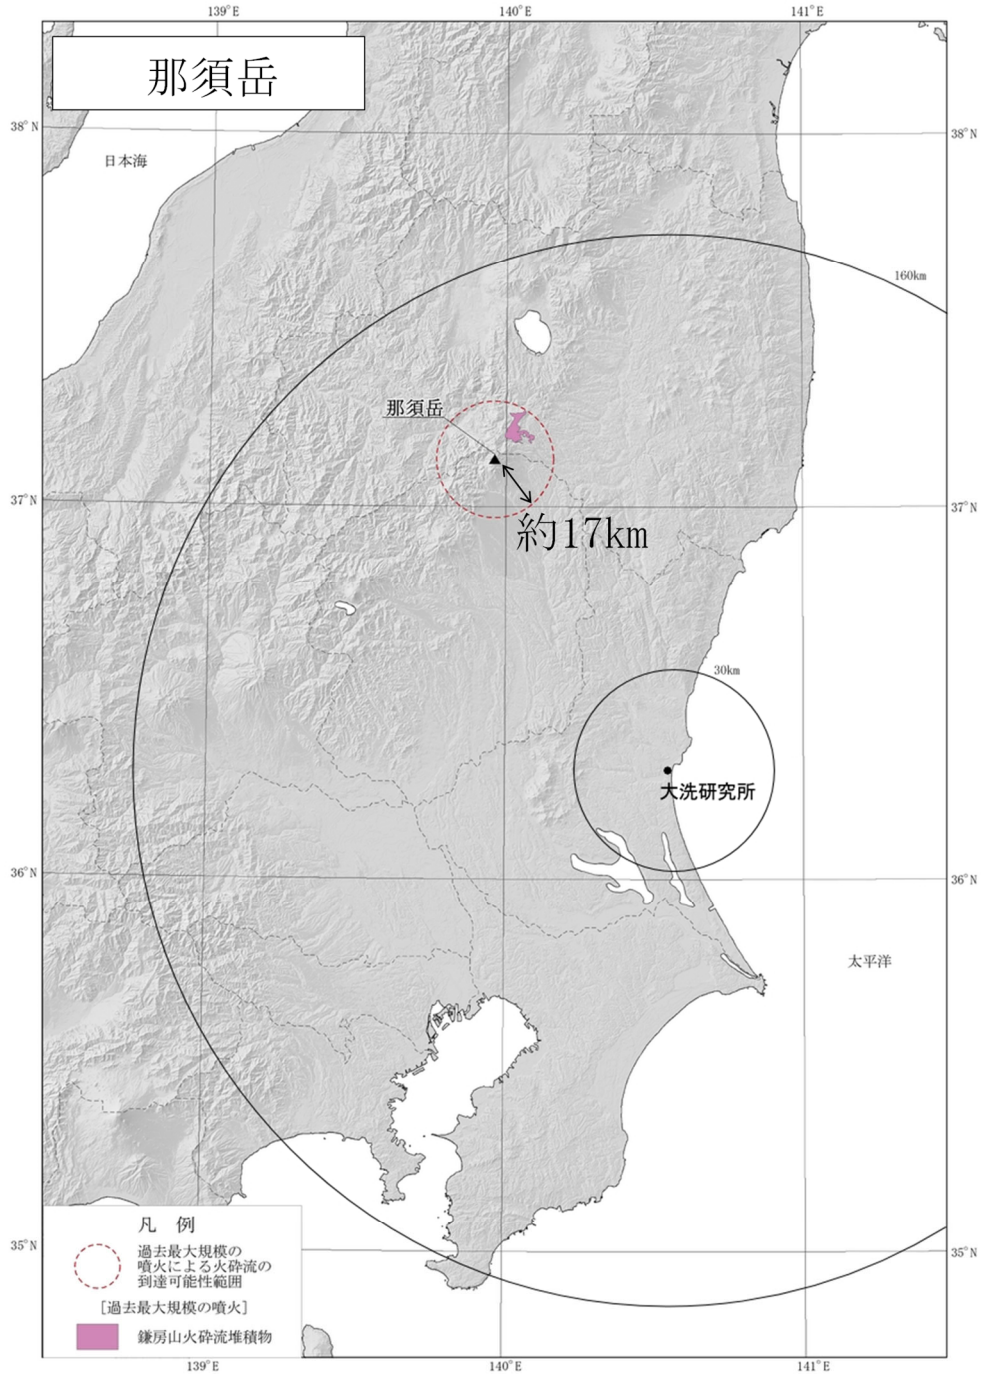 139°E
140°E
141°E
那須岳
38°N
38°N
日本海
160km
那須岳
37°N
37°N
約17km
30km
大洗研究所
36°N
36°N
太平洋
凡 例
過去最大規模の
噴火による火砕流の
到達可能性範囲
[過去最大規模の噴火]
鎌房山火砕流堆積物
35°N
35°N
139°E
140°E
141°E